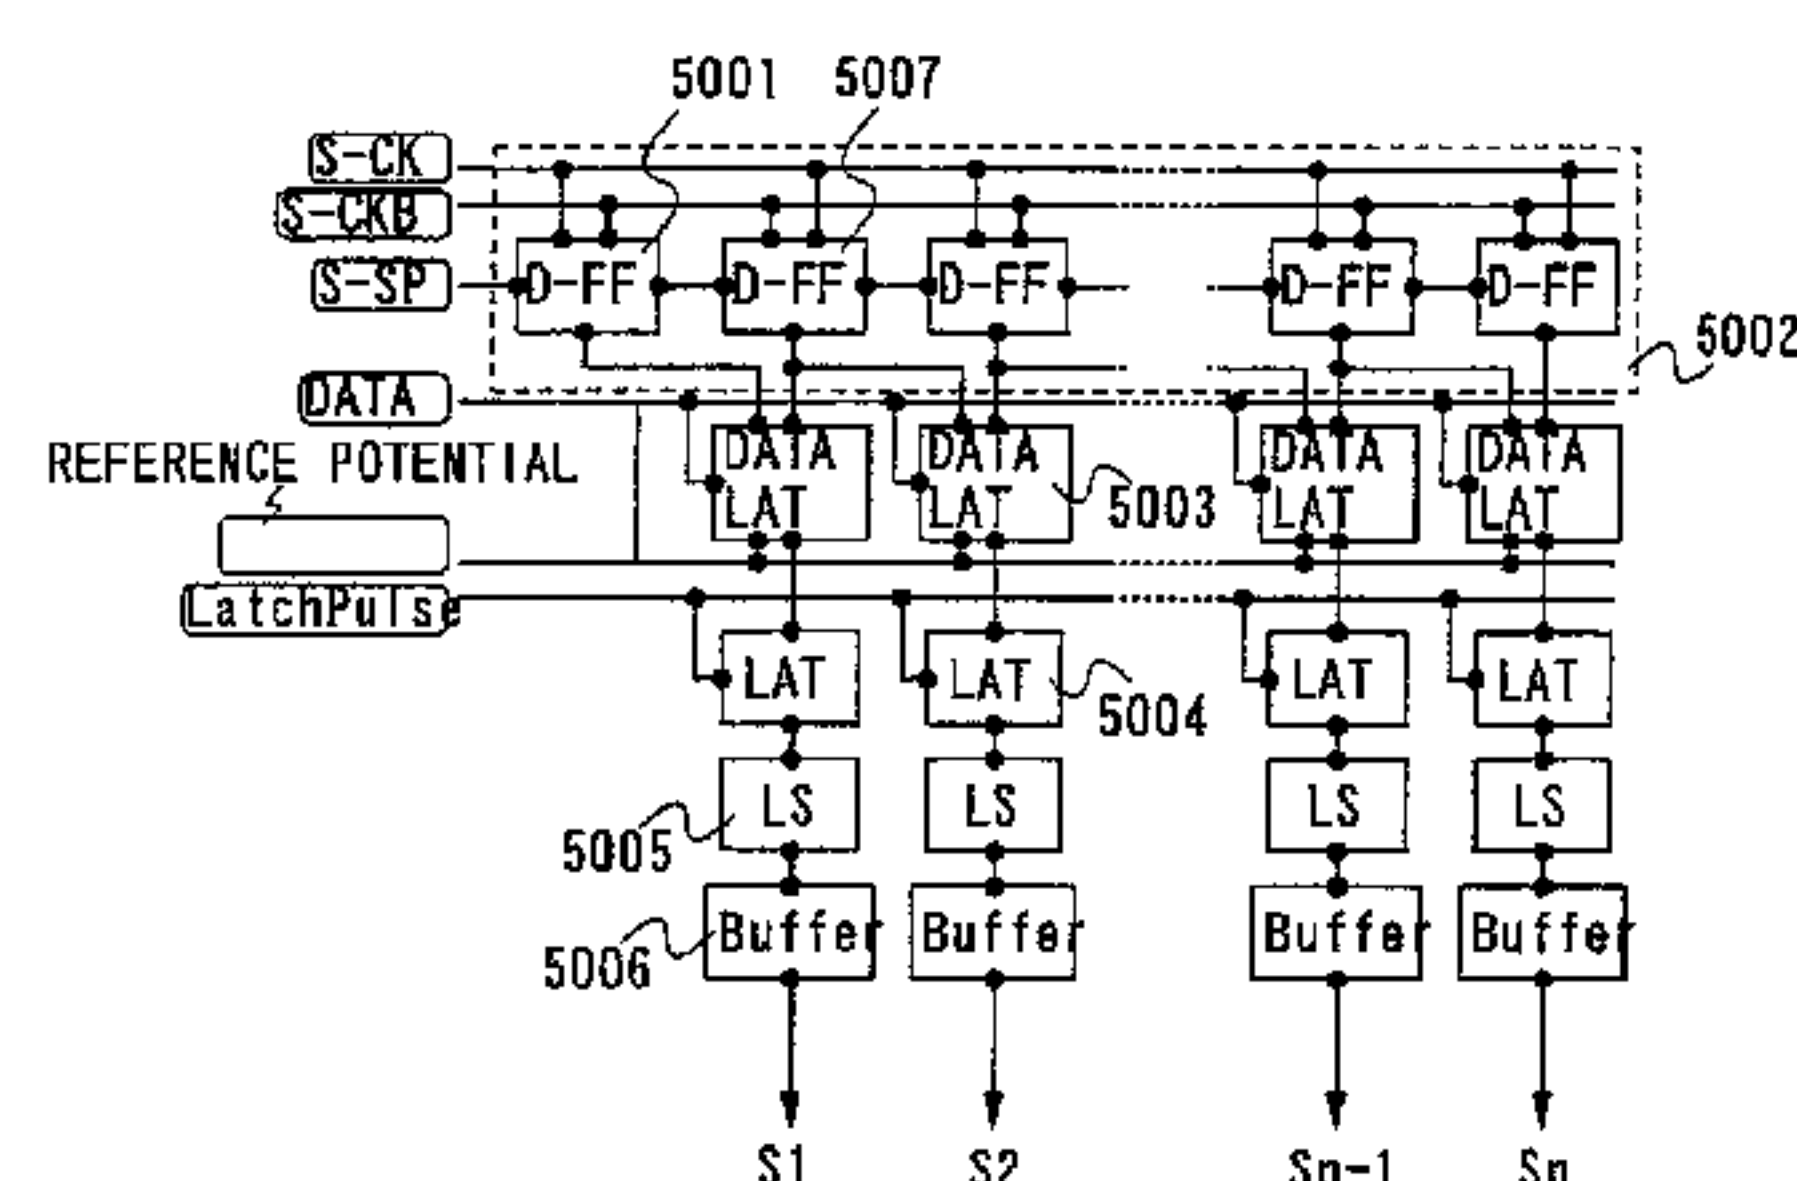 5001 5007
S-CK
S-CKB
S-SP
D-FF D-FF D-FF D-FF D-FF
5002
DATA
REFERENCE POTENTIAL
DATA LAT DATA LAT DATA LAT DATA LAT
5003
LatchPulse
LAT LAT LAT LAT
5004
LS LS LS LS
5005
Buffer Buffer Buffer Buffer
5006
S1 S2 Sn-1 Sn